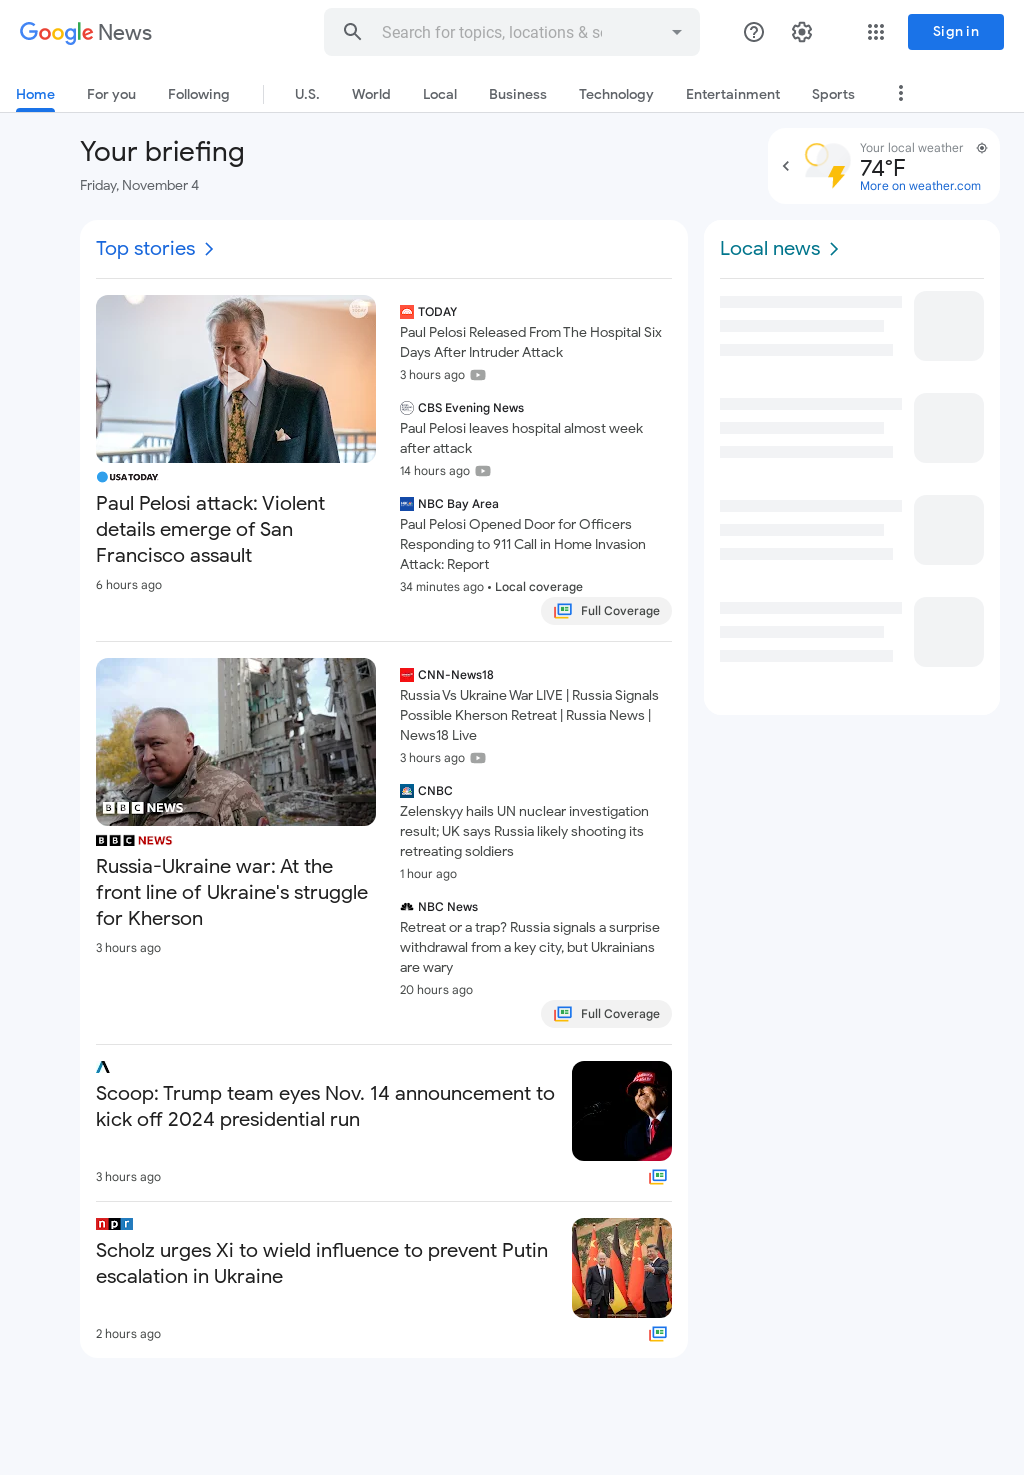 Google News
Search for topics, locations & so
Sign in
Home
For you
Following
U.S.
World
Local
Business
Technology
Entertainment
Sports
Your briefing
Friday, November 4
Your local weather
74°F
More on weather.com
Top stories
USA TODAY
Paul Pelosi attack: Violent
details emerge of San
Francisco assault
6 hours ago
TODAY
Paul Pelosi Released From The Hospital Six
Days After Intruder Attack
3 hours ago
CBS Evening News
Paul Pelosi leaves hospital almost week
after attack
14 hours ago
NBC Bay Area
Paul Pelosi Opened Door for Officers
Responding to 911 Call in Home Invasion
Attack: Report
34 minutes ago • Local coverage
Full Coverage
BBC NEWS
BBC NEWS
Russia-Ukraine war: At the
front line of Ukraine's struggle
for Kherson
3 hours ago
CNN-News18
Russia Vs Ukraine War LIVE | Russia Signals
Possible Kherson Retreat | Russia News |
News18 Live
3 hours ago
CNBC
Zelenskyy hails UN nuclear investigation
result; UK says Russia likely shooting its
retreating soldiers
1 hour ago
NBC News
Retreat or a trap? Russia signals a surprise
withdrawal from a key city, but Ukrainians
are wary
20 hours ago
Full Coverage
Scoop: Trump team eyes Nov. 14 announcement to
kick off 2024 presidential run
3 hours ago
npr
Scholz urges Xi to wield influence to prevent Putin
escalation in Ukraine
2 hours ago
Local news